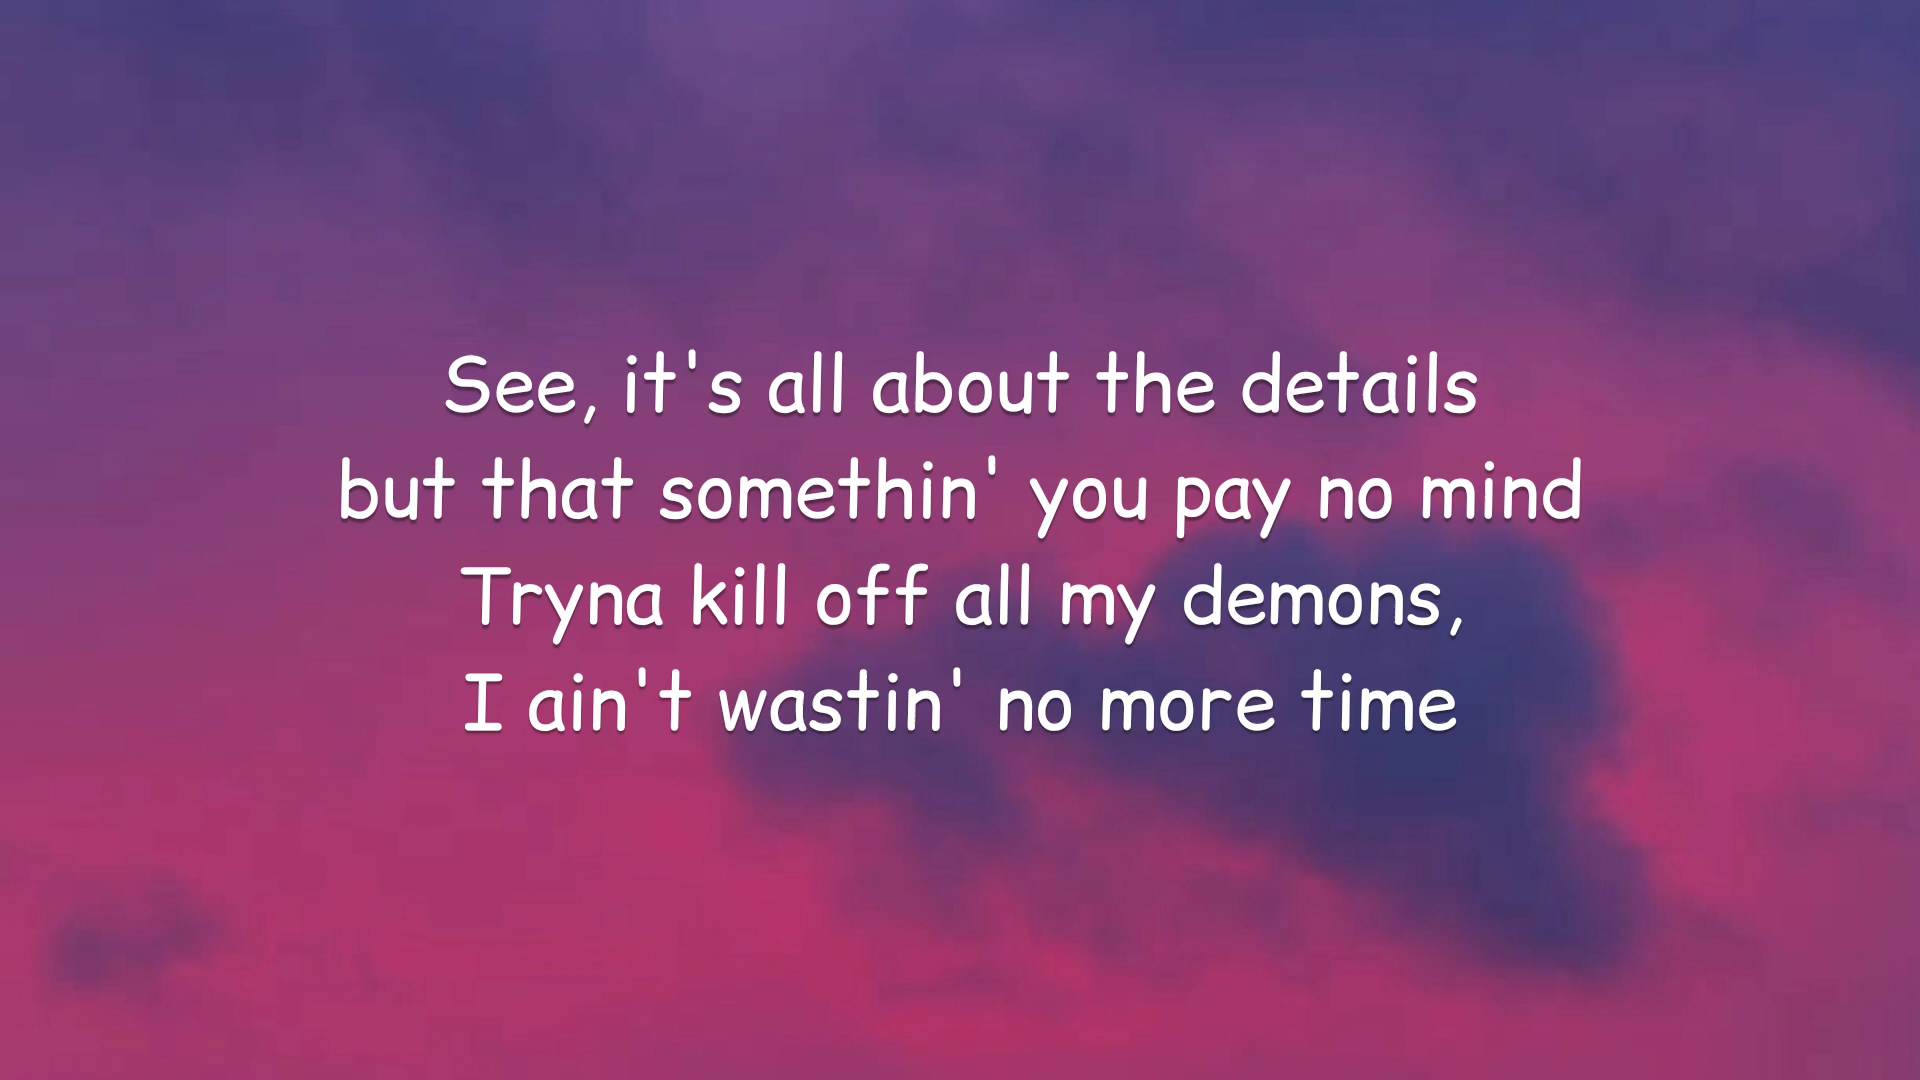 See, it's all about the details
but that somethin' you pay no mind
Tryna kill off all my demons,
I ain't wastin' no more time